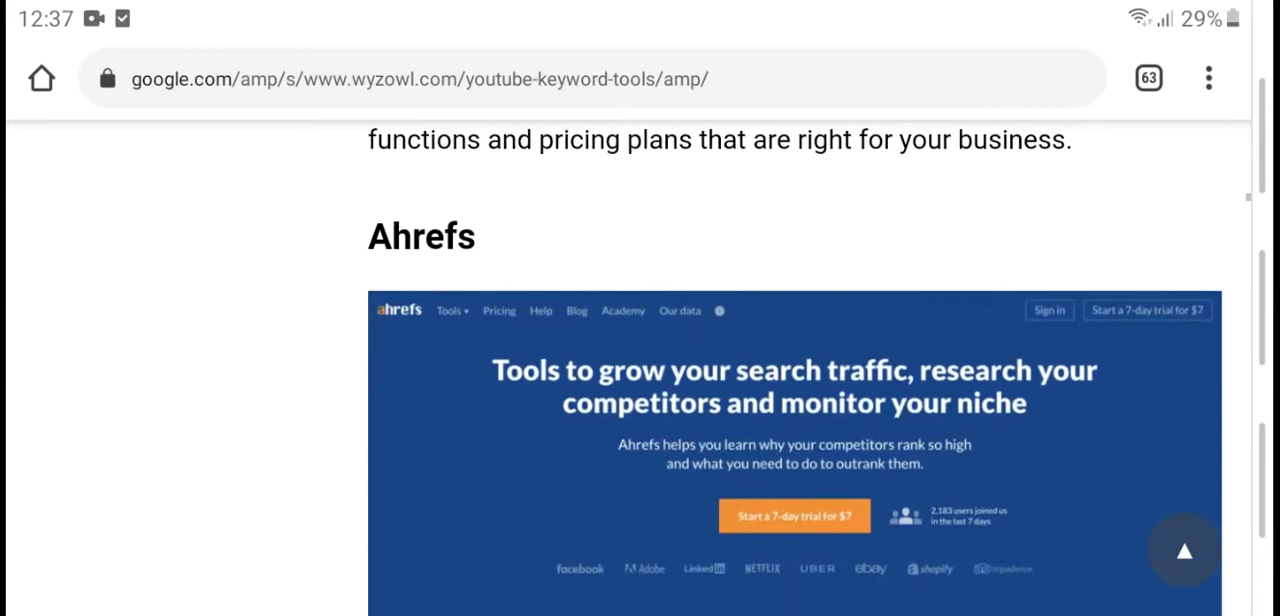 12:37 29%
google.com/amp/s/www.wyzowl.com/youtube-keyword-tools/amp/ 63
functions and pricing plans that are right for your business.
Ahrefs
ahrefs Tools Pricing Help Blog Academy Our data Sign in Start a 7-day trial for $7
Tools to grow your search traffic, research your
competitors and monitor your niche
Ahrefs helps you learn why your competitors rank so high
and what you need to do to outrank them.
Start a 7-day trial for $7
2,183 users joined us
in the last 7 days
facebook Adobe Linked in NETFLIX UBER ebay shopify tripadvisor